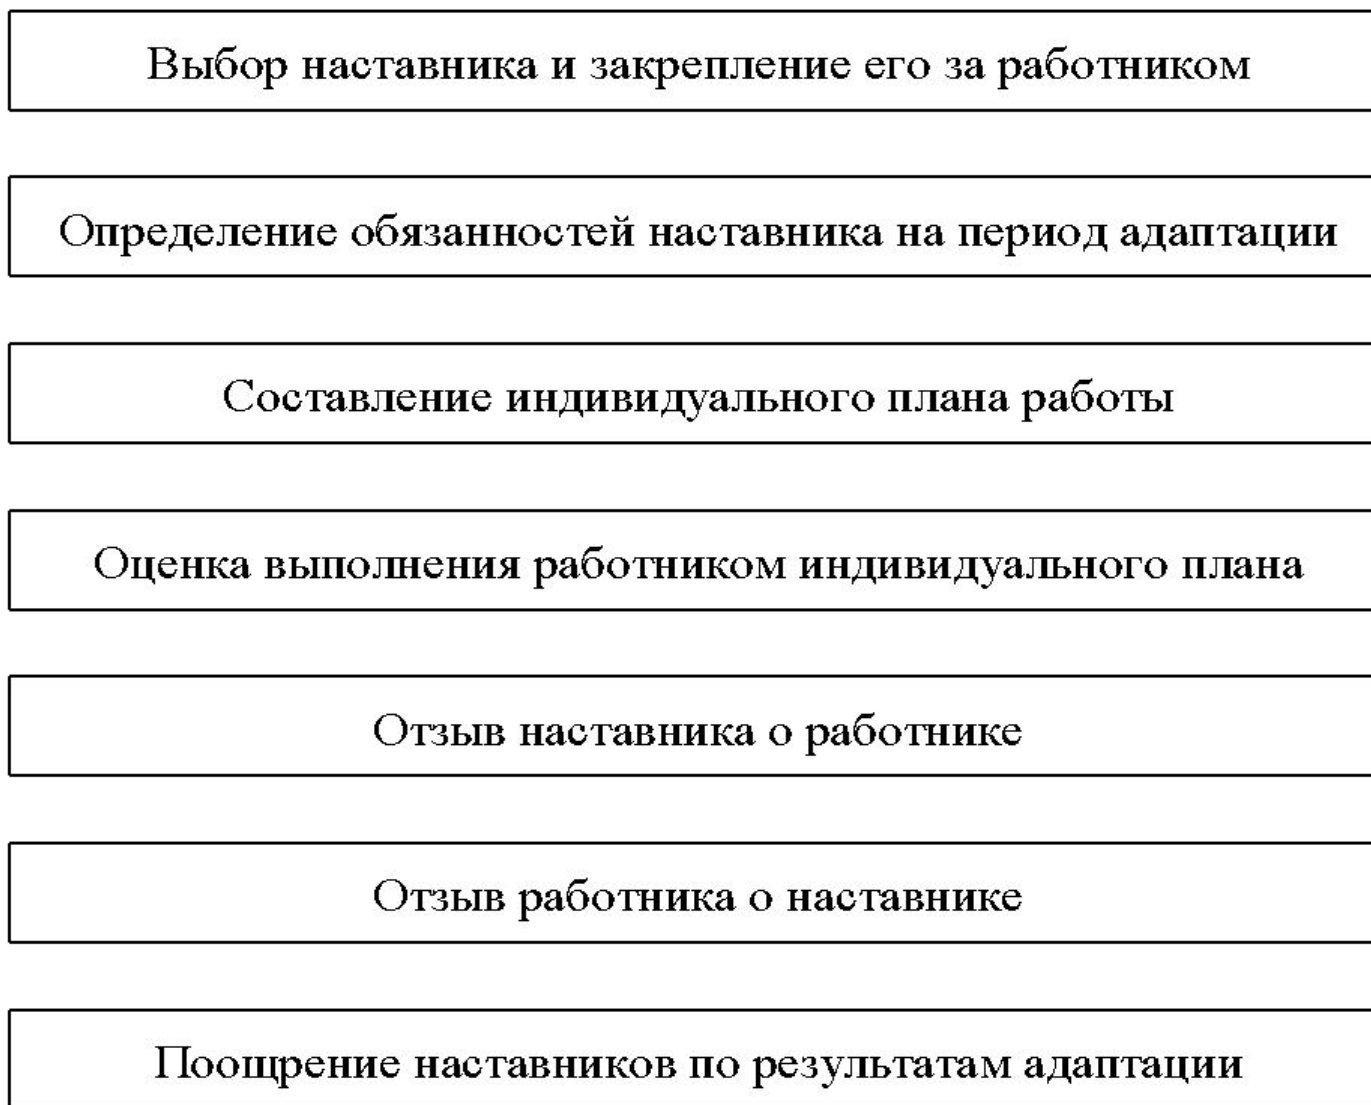 Выбор наставника и закрепление его за работником
Определение обязанностей наставника на период адаптации
Составление индивидуального плана работы
Оценка выполнения работником индивидуального плана
Отзыв наставника о работнике
Отзыв работника о наставнике
Поощрение наставников по результатам адаптации